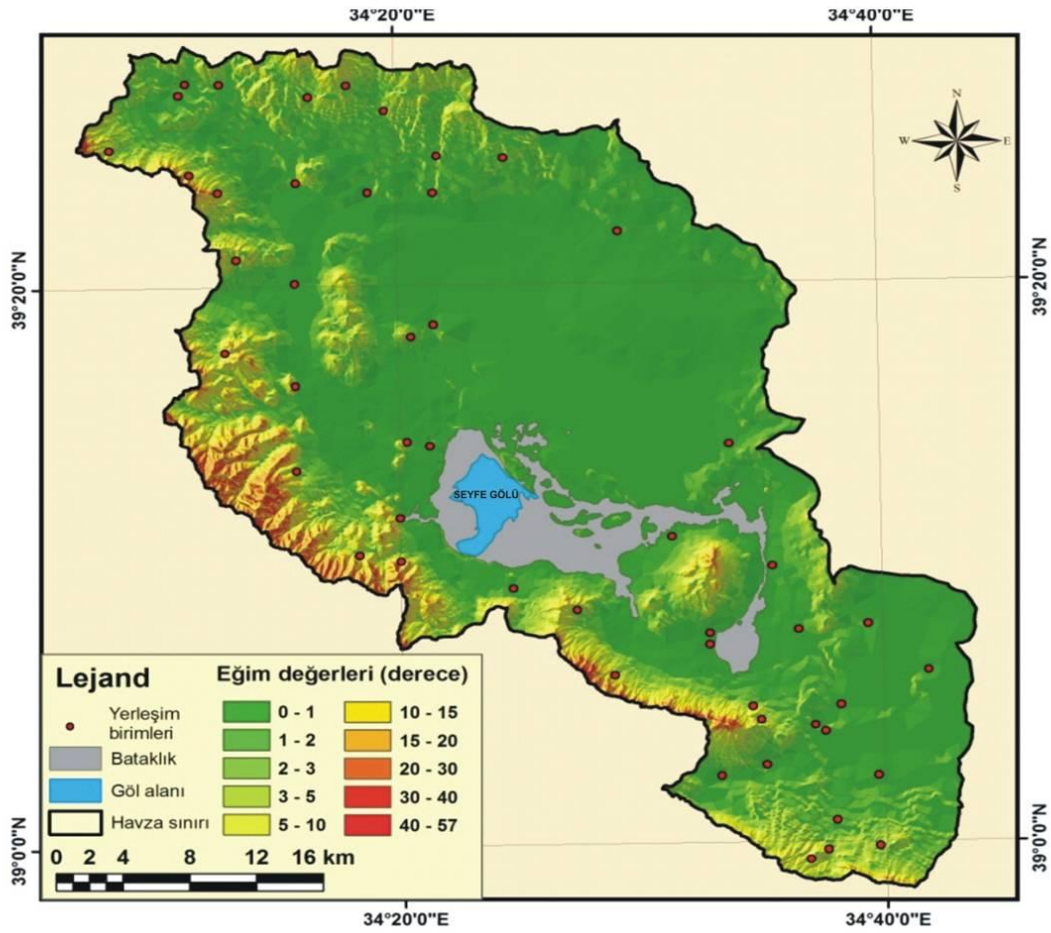 34°20'0"E
34°40'0"E
N
W
E
S
39°20'0"N
39°20'0"N
SEYFE GÖLÜ
Lejand
Yerleşim
birimleri
Bataklık
Göl alanı
Havza sınırı
Eğim değerleri (derece)
0 - 1
1 - 2
2 - 3
3 - 5
5 - 10
10 - 15
15 - 20
20 - 30
30 - 40
40 - 57
0 2 4 8 12 16 km
39°0'0"N
39°0'0"N
34°20'0"E
34°40'0"E